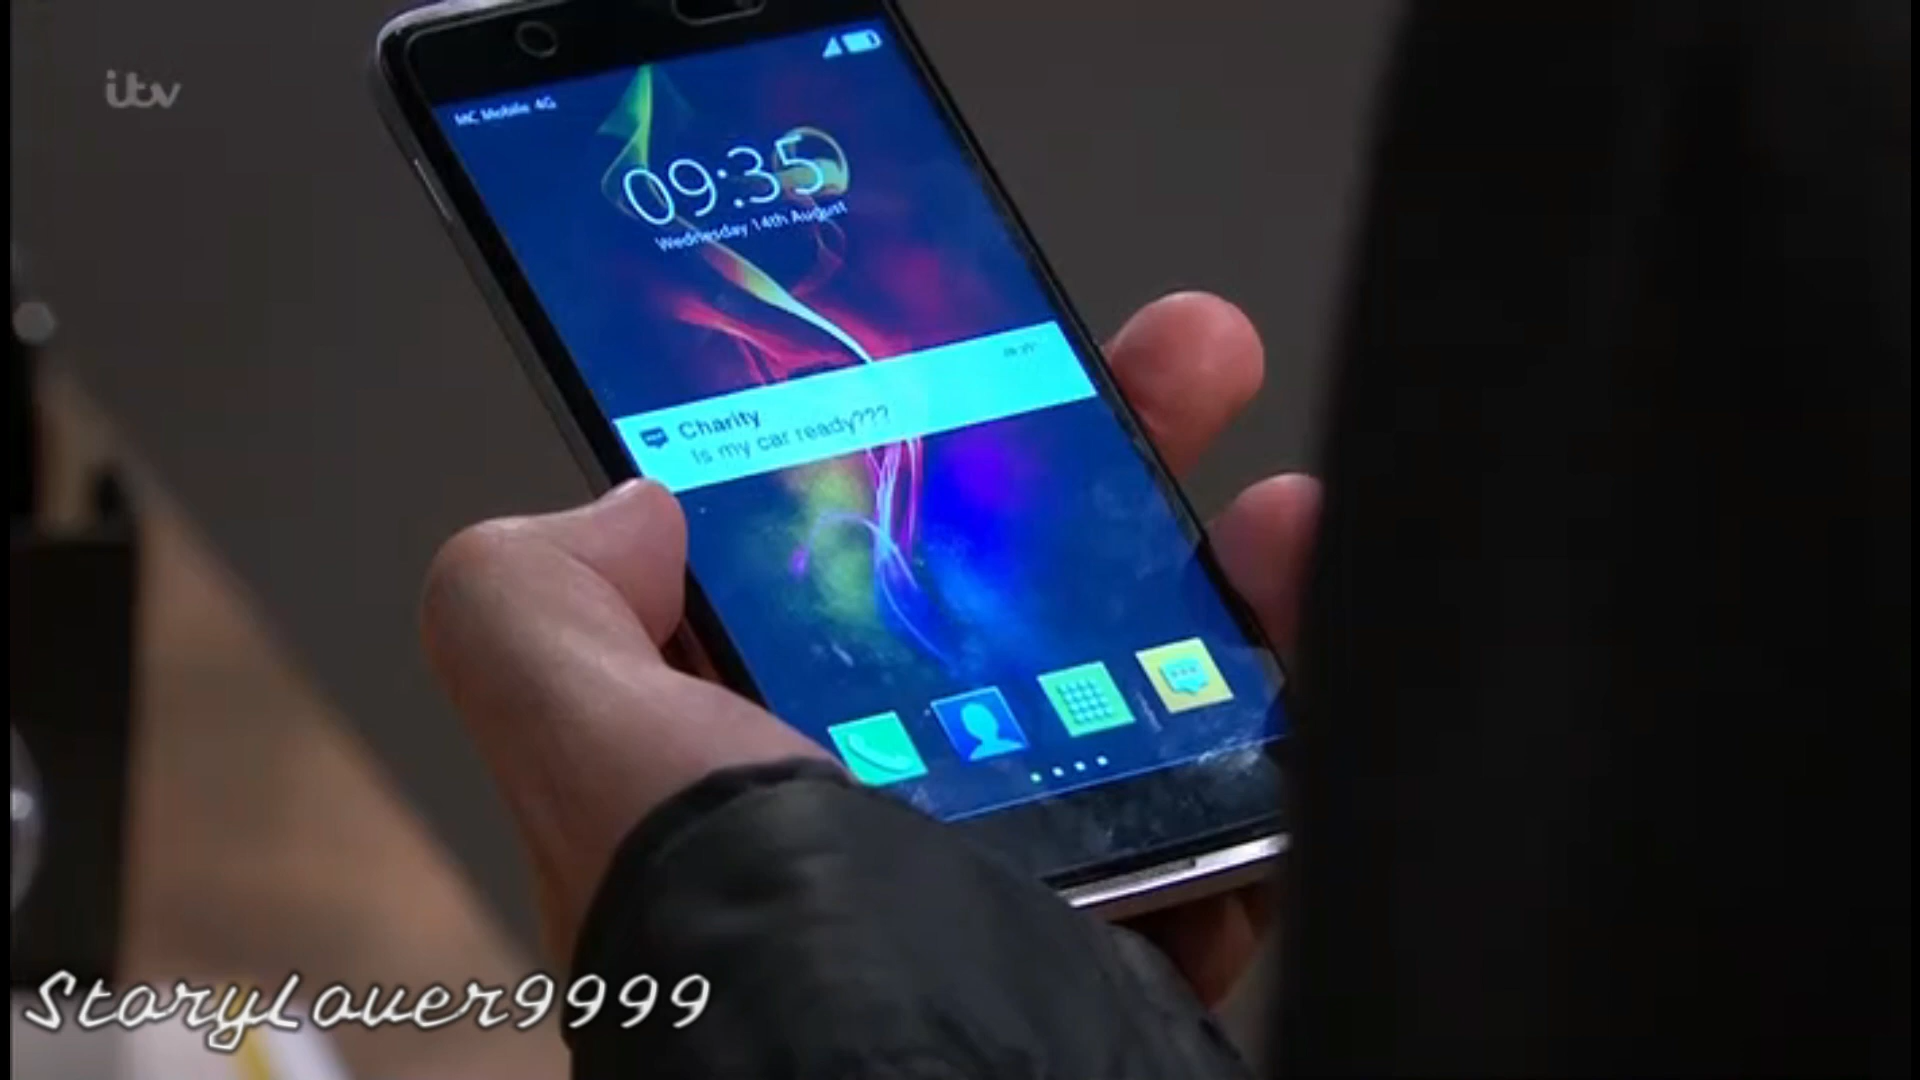 itv
MC Mobile 4G
09:35
Wednesday 14th August
Charity
Is my car ready???
StoryLover9999